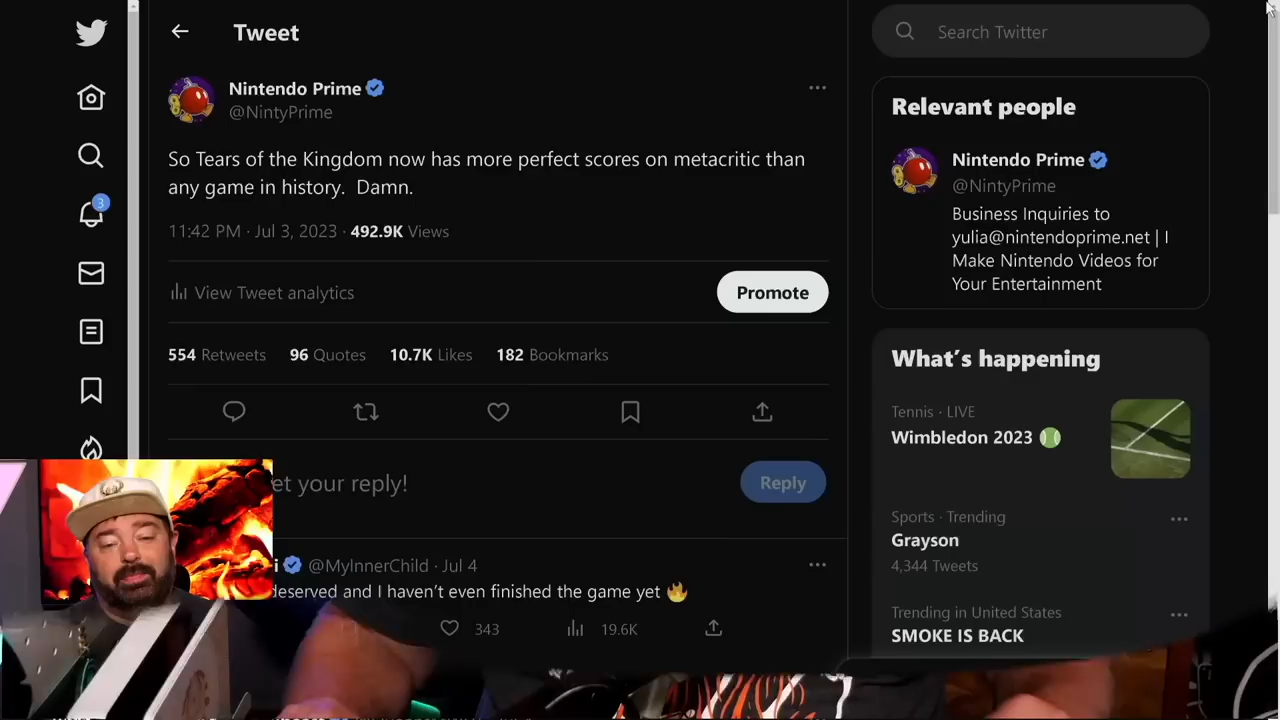 Tweet
Search Twitter
Nintendo Prime
@NintyPrime
So Tears of the Kingdom now has more perfect scores on metacritic than
any game in history. Damn.
11:42 PM · Jul 3, 2023 · 492.9K Views
View Tweet analytics
Promote
554 Retweets 96 Quotes 10.7K Likes 182 Bookmarks
et your reply!
Reply
i @MyInnerChild · Jul 4
deserved and I haven't even finished the game yet 🔥
343 19.6K
3
Relevant people
Nintendo Prime
@NintyPrime
Business Inquiries to
yulia@nintendoprime.net | I
Make Nintendo Videos for
Your Entertainment
What's happening
Tennis · LIVE
Wimbledon 2023
Sports · Trending
Grayson
4,344 Tweets
Trending in United States
SMOKE IS BACK